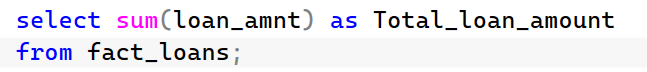 select sum(loan_amnt) as Total_loan_amount
from fact_loans;